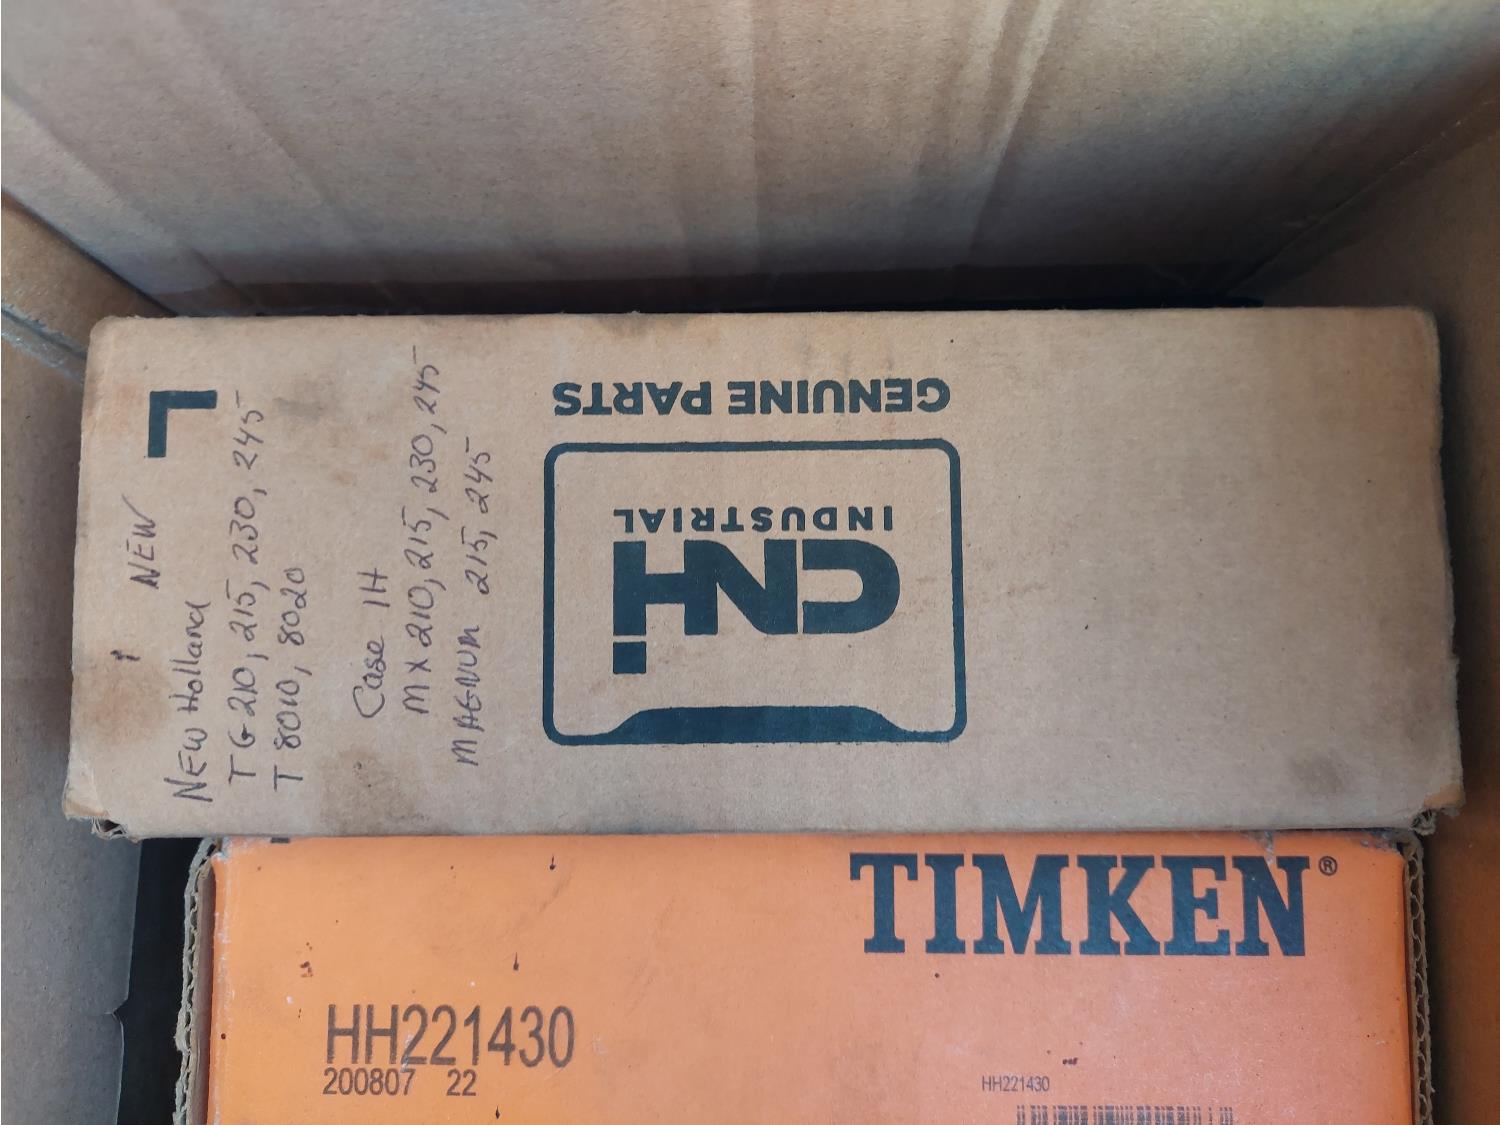 NEW
New Holland
TG 210, 215, 230, 245
T 8010, 8020
Case IH
MX 210, 215, 230, 245
MAGNUM 215, 245
GENUINE PARTS
CNH
INDUSTRIAL
TIMKEN®
HH221430
200807 22
HH221430